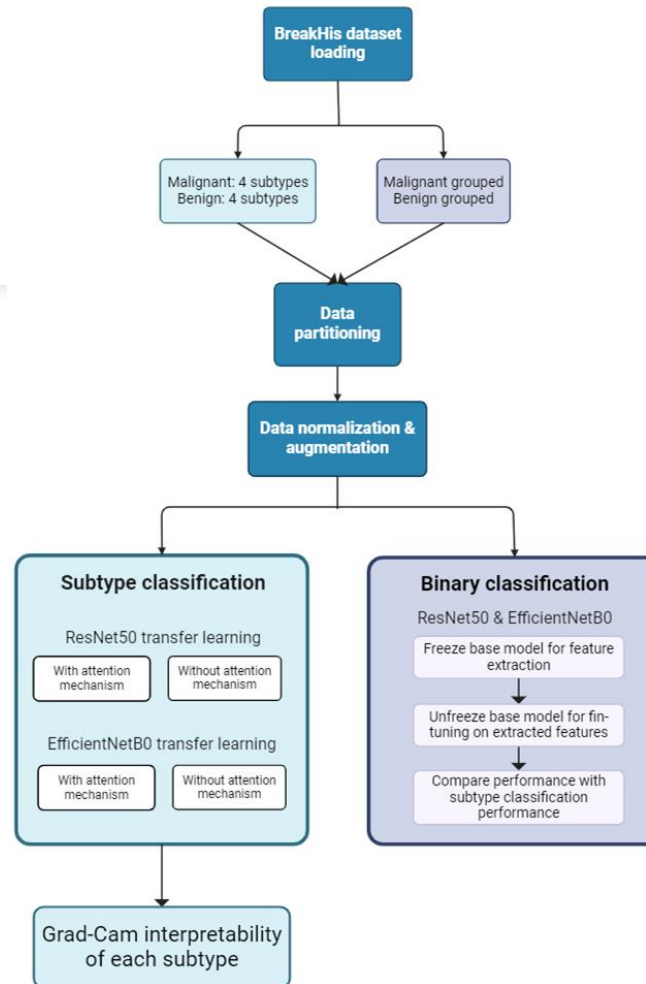 BreakHis dataset
loading
Malignant: 4 subtypes
Benign: 4 subtypes
Malignant grouped
Benign grouped
Data
partitioning
Data normalization &
augmentation
Subtype classification
ResNet50 transfer learning
With attention
mechanism
Without attention
mechanism
EfficientNetB0 transfer learning
With attention
mechanism
Without attention
mechanism
Binary classification
ResNet50 & EfficientNetB0
Freeze base model for feature
extraction
Unfreeze base model for fin-
tuning on extracted features
Compare performance with
subtype classification
performance
Grad-Cam interpretability
of each subtype